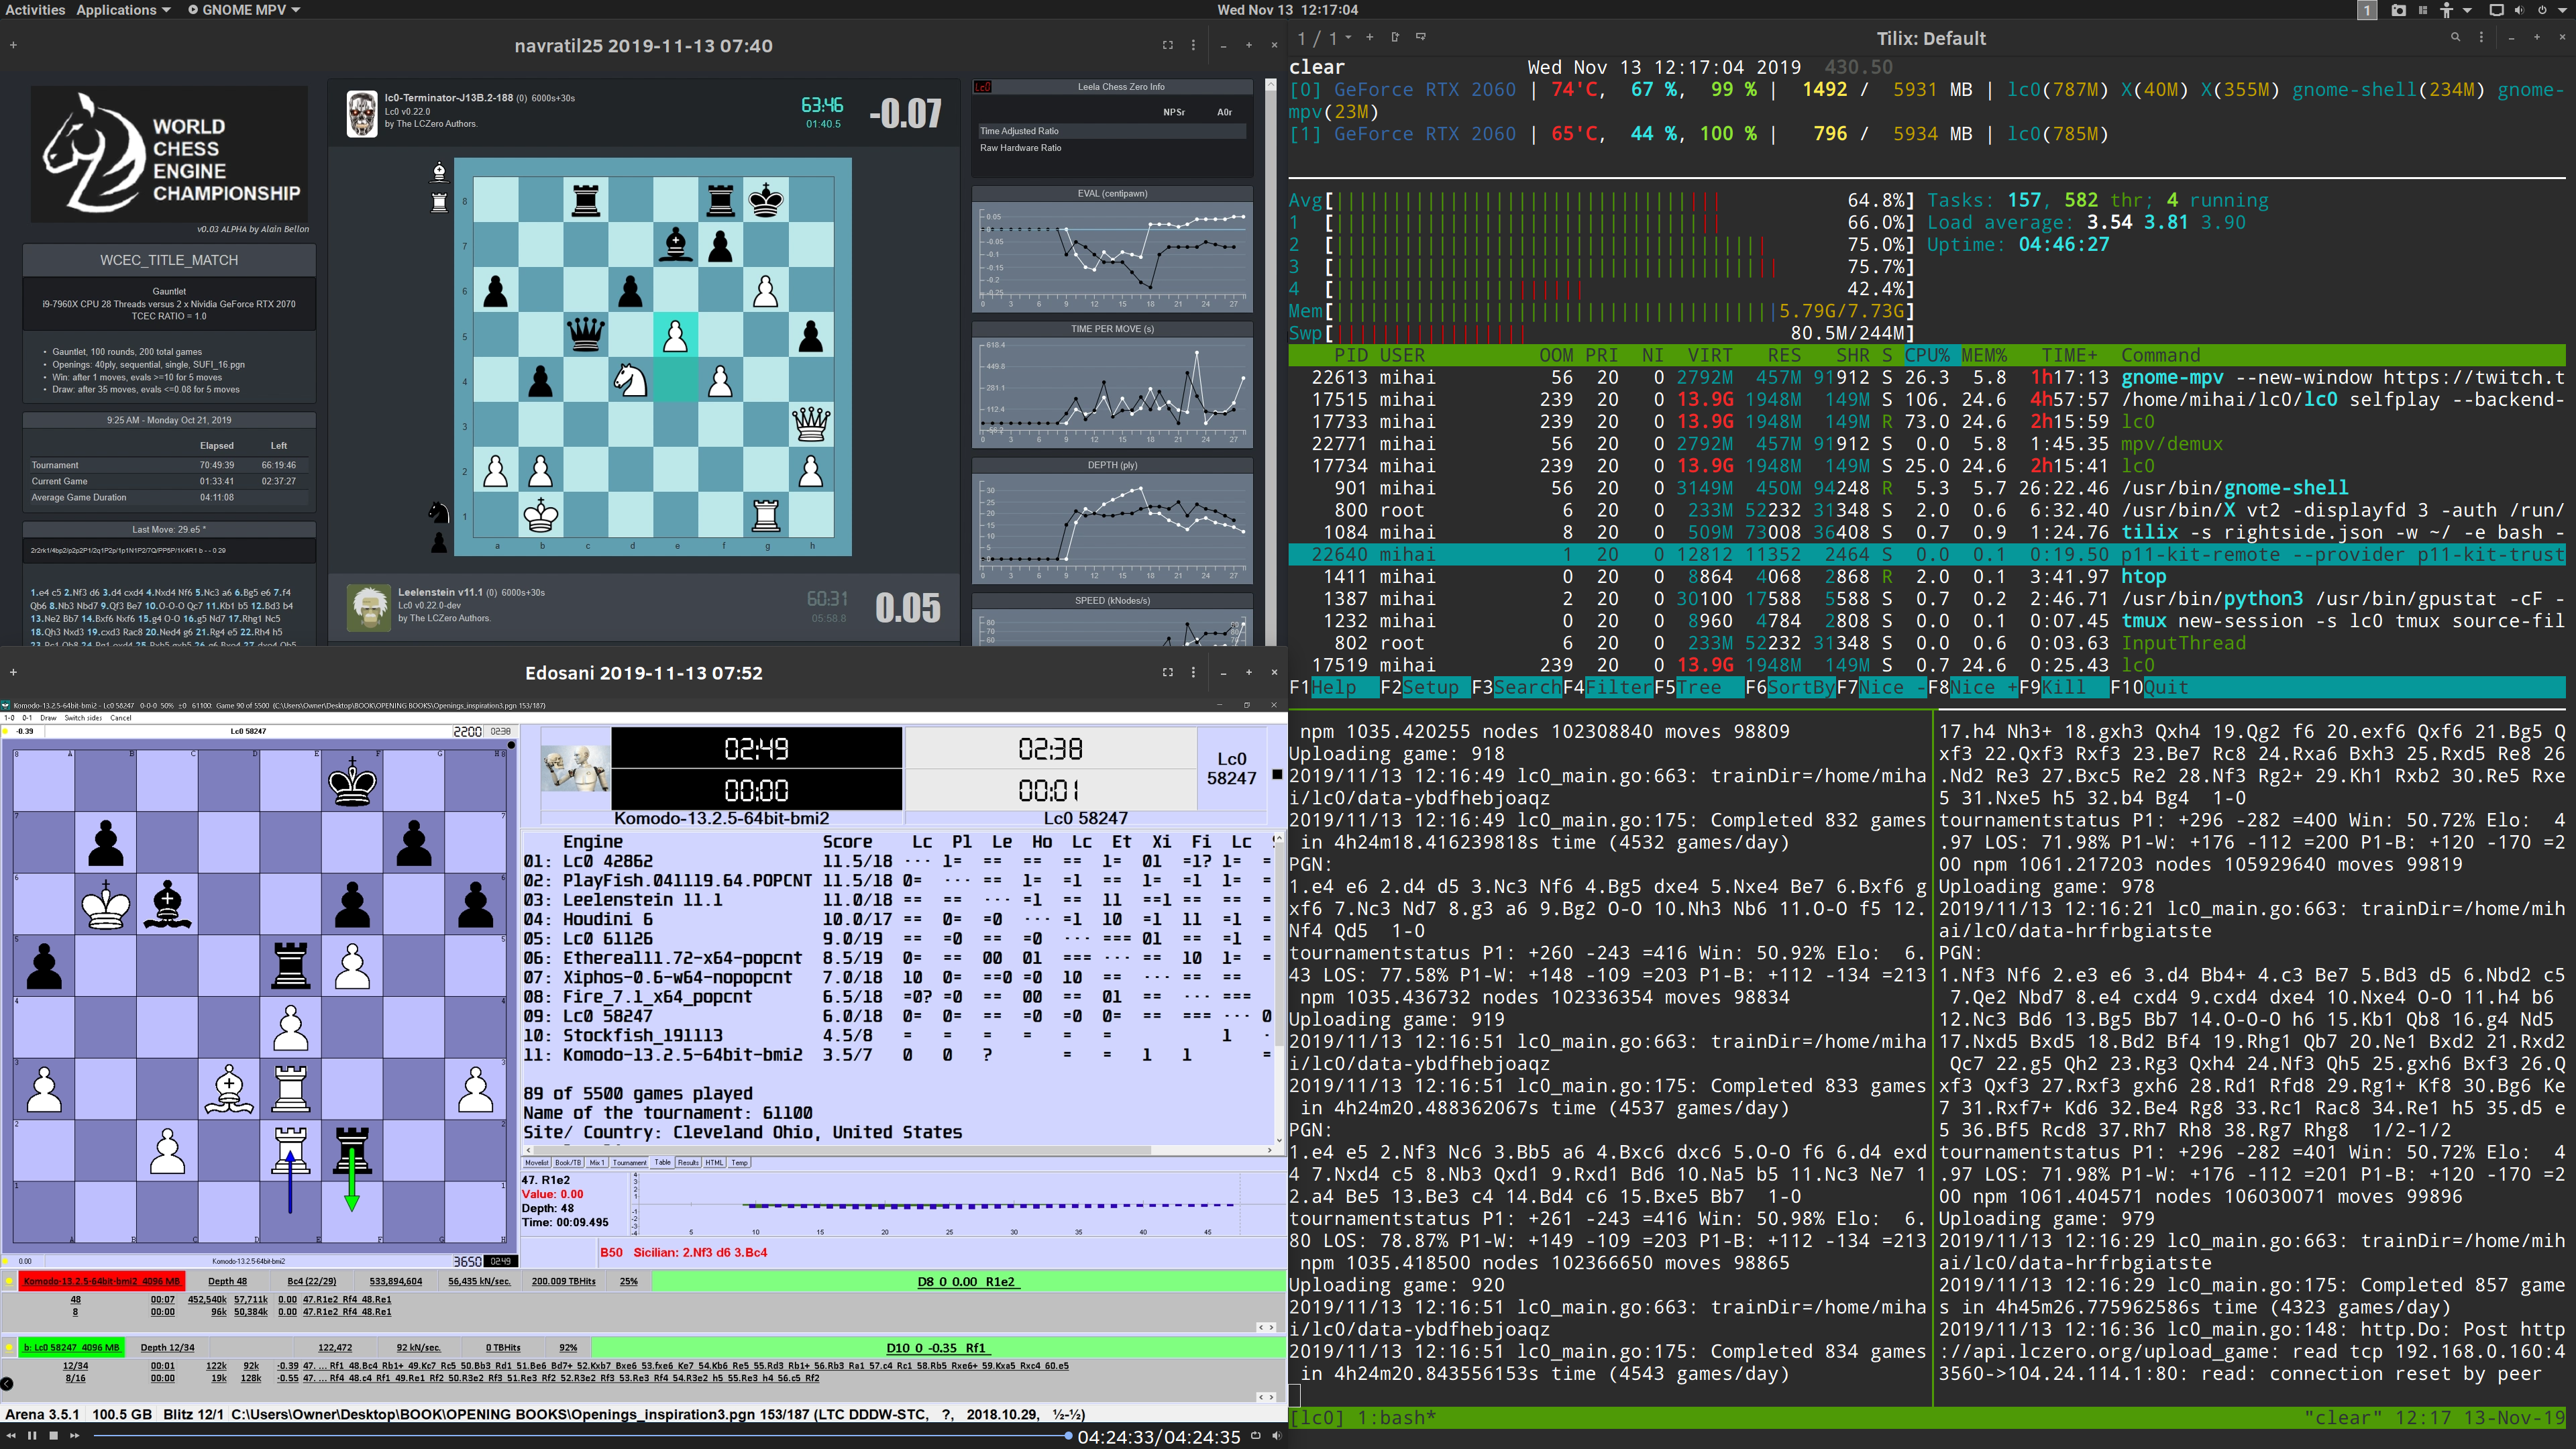 Activities Applications GNOME MPV Wed Nov 13 12:17:04 1
navratil25 2019-11-13 07:40
WORLD
CHESS
ENGINE
CHAMPIONSHIP
v0.03 ALPHA by Alain Bellon
WCEC_TITLE_MATCH
Gauntlet
i9-7960X CPU 28 Threads versus 2 x Nvidia GeForce RTX 2070
TCEC RATIO = 1.0
• Gauntlet, 100 rounds, 200 total games
• Openings: 40ply, sequential, single, SUFI_16.pgn
• Win: after 1 moves, evals >=10 for 5 moves
• Draw: after 35 moves, evals <=0.08 for 5 moves
9:25 AM - Monday Oct 21, 2019
Elapsed Left
Tournament 70:49:39 66:19:46
Current Game 01:33:41 02:37:27
Average Game Duration 04:11:08
Last Move: 29.e5 *
1.e4 c5 2.Nf3 d6 3.d4 cxd4 4.Nxd4 Nf6 5.Nc3 a6 6.Bg5 e6 7.f4
Qb6 8.Nb3 Nbd7 9.Qf3 Be7 10.O-O-O Qc7 11.Kb1 b5 12.Bd3 b4
13.Ne2 Bb7 14.Bxf6 Nxf6 15.g4 O-O 16.g5 Nd7 17.Rhg1 Nc5
18.Qh3 Nxd3 19.cxd3 Rac8 20.Ned4 g6 21.Rg4 e5 22.Rh4 h5
lc0-Terminator-J13B.2-188 (0) 6000s+30s
Lc0 v0.22.0
by The LCZero Authors.
63:46
01:40.5
-0.07
8
7
6
5
4
3
2
1
a b c d e f g h
Leelenstein v11.1 (0) 6000s+30s
Lc0 v0.22.0-dev
by The LCZero Authors.
60:31
05:58.8
0.05
Leela Chess Zero Info
NPSr A0r
Time Adjusted Ratio
Raw Hardware Ratio
EVAL (centipawn)
TIME PER MOVE (s)
DEPTH (ply)
SPEED (kNodes/s)
Edosani 2019-11-13 07:52
Komodo-13.2.5-64bit-bmi2 - Lc0 58247 0-0-0 50% ±0 61100: Game 90 of 5500 (C:\Users\Owner\Desktop\BOOK\OPENING BOOKS\Openings_inspiration3.pgn 153/187)
1-0 0-1 Draw Switch sides Cancel
-0.39 Lc0 58247 2200 02:38
02:49 02:38
00:00 00:01
Lc0
58247
Komodo-13.2.5-64bit-bmi2 Lc0 58247
Engine Score Lc Pl Le Ho Lc Et Xi Fi Lc
01: Lc0 42862 11.5/18 --- 1= == == == 1= 01 =1? 1= =
02: PlayFish.041119.64.POPCNT 11.5/18 0= --- == 1= =1 == 1= =1 1= =
03: Leelenstein 11.1 11.0/18 == == --- =1 == 11 ==1 == == =
04: Houdini 6 10.0/17 == 0= =0 --- =1 10 =1 11 =1 =
05: Lc0 61126 9.0/19 == =0 == =0 --- === 01 == =1 =
06: Ethereal11.72-x64-popcnt 8.5/19 0= == 00 01 === --- == 10 1= =
07: Xiphos-0.6-w64-nopopcnt 7.0/18 10 0= ==0 =0 10 == --- == ==
08: Fire_7.1_x64_popcnt 6.5/18 =0? =0 == 00 == 01 == --- ===
09: Lc0 58247 6.0/18 0= 0= == =0 =0 0= == === --- 0
10: Stockfish_191113 4.5/8 = = = = = = 1 -
11: Komodo-13.2.5-64bit-bmi2 3.5/7 0 0 ? = = 1 1 =
89 of 5500 games played
Name of the tournament: 61100
Site/ Country: Cleveland Ohio, United States
Movelist Book/TB Mix 1 Tournament Table Results HTML Temp
47. R1e2
Value: 0.00
Depth: 48
Time: 00:09.495
5 10 15 20 25 30 35 40 45
B50 Sicilian: 2.Nf3 d6 3.Bc4
0.00 Komodo-13.2.5-64bit-bmi2 3650 02:49
Komodo-13.2.5-64bit-bmi2 4096 MB Depth 48 Bc4 (22/29) 533,894,604 56,435 kN/sec. 200.009 TBHits 25% D8 0 0.00 R1e2
48 00:07 452,540k 57,711k 0.00 47.R1e2 Rf4 48.Re1
8 00:00 96k 50,384k 0.00 47.R1e2 Rf4 48.Re1
b: Lc0 58247 4096 MB Depth 12/34 122,472 92 kN/sec. 0 TBHits 92% D10 0 -0.35 Rf1
12/34 00:01 122k 92k -0.39 47. ... Rf1 48.Bc4 Rb1+ 49.Kc7 Rc5 50.Bb3 Rd1 51.Be6 Bd7+ 52.Kxb7 Bxe6 53.fxe6 Ke7 54.Kb6 Re5 55.Rd3 Rb1+ 56.Rb3 Ra1 57.c4 Rc1 58.Rb5 Rxe6+ 59.Kxa5 Rxc4 60.e5
8/16 00:00 19k 128k -0.55 47. ... Rf4 48.c4 Rf1 49.Re1 Rf2 50.R3e2 Rf3 51.Re3 Rf2 52.R3e2 Rf3 53.Re3 Rf4 54.R3e2 h5 55.Re3 h4 56.c5 Rf2
Arena 3.5.1 100.5 GB Blitz 12/1 C:\Users\Owner\Desktop\BOOK\OPENING BOOKS\Openings_inspiration3.pgn 153/187 (LTC DDDW-STC, ?, 2018.10.29, ½-½)
04:24:33/04:24:35
1 / 1 Tilix: Default
clear Wed Nov 13 12:17:04 2019 430.50
[0] GeForce RTX 2060 | 74'C, 67 %, 99 % | 1492 / 5931 MB | lc0(787M) X(40M) X(355M) gnome-shell(234M) gnome-
mpv(23M)
[1] GeForce RTX 2060 | 65'C, 44 %, 100 % | 796 / 5934 MB | lc0(785M)
Avg[ 64.8%] Tasks: 157, 582 thr; 4 running
1 [ 66.0%] Load average: 3.54 3.81 3.90
2 [ 75.0%] Uptime: 04:46:27
3 [ 75.7%]
4 [ 42.4%]
Mem[ 5.79G/7.73G]
Swp[ 80.5M/244M]
PID USER OOM PRI NI VIRT RES SHR S CPU% MEM% TIME+ Command
22613 mihai 56 20 0 2792M 457M 91912 S 26.3 5.8 1h17:13 gnome-mpv --new-window https://twitch.t
17515 mihai 239 20 0 13.9G 1948M 149M S 106. 24.6 4h57:57 /home/mihai/lc0/lc0 selfplay --backend-
17733 mihai 239 20 0 13.9G 1948M 149M R 73.0 24.6 2h15:59 lc0
22771 mihai 56 20 0 2792M 457M 91912 S 0.0 5.8 1:45.35 mpv/demux
17734 mihai 239 20 0 13.9G 1948M 149M S 25.0 24.6 2h15:41 lc0
901 mihai 56 20 0 3149M 450M 94248 R 5.3 5.7 26:22.46 /usr/bin/gnome-shell
800 root 6 20 0 233M 52232 31348 S 2.0 0.6 6:32.40 /usr/bin/X vt2 -displayfd 3 -auth /run/
1084 mihai 8 20 0 509M 73008 36408 S 0.7 0.9 1:24.76 tilix -s rightside.json -w ~/ -e bash -
22640 mihai 1 20 0 12812 11352 2464 S 0.0 0.1 0:19.50 p11-kit-remote --provider p11-kit-trust
1411 mihai 0 20 0 8864 4068 2868 R 2.0 0.1 3:41.97 htop
1387 mihai 2 20 0 30100 17588 5588 S 0.7 0.2 2:46.71 /usr/bin/python3 /usr/bin/gpustat -cF -
1232 mihai 0 20 0 8960 4784 2808 S 0.0 0.1 0:07.45 tmux new-session -s lc0 tmux source-fil
802 root 6 20 0 233M 52232 31348 S 0.0 0.6 0:03.63 InputThread
17519 mihai 239 20 0 13.9G 1948M 149M S 0.7 24.6 0:25.43 lc0
F1Help F2Setup F3SearchF4FilterF5Tree F6SortByF7Nice -F8Nice +F9Kill F10Quit
npm 1035.420255 nodes 102308840 moves 98809
Uploading game: 918
2019/11/13 12:16:49 lc0_main.go:663: trainDir=/home/miha
i/lc0/data-ybdfhebjoaqz
2019/11/13 12:16:49 lc0_main.go:175: Completed 832 games
in 4h24m18.416239818s time (4532 games/day)
PGN:
1.e4 e6 2.d4 d5 3.Nc3 Nf6 4.Bg5 dxe4 5.Nxe4 Be7 6.Bxf6 g
xf6 7.Nc3 Nd7 8.g3 a6 9.Bg2 O-O 10.Nh3 Nb6 11.O-O f5 12.
Nf4 Qd5 1-0
tournamentstatus P1: +260 -243 =416 Win: 50.92% Elo: 6.
43 LOS: 77.58% P1-W: +148 -109 =203 P1-B: +112 -134 =213
npm 1035.436732 nodes 102336354 moves 98834
Uploading game: 919
2019/11/13 12:16:51 lc0_main.go:663: trainDir=/home/miha
i/lc0/data-ybdfhebjoaqz
2019/11/13 12:16:51 lc0_main.go:175: Completed 833 games
in 4h24m20.488362067s time (4537 games/day)
PGN:
1.e4 e5 2.Nf3 Nc6 3.Bb5 a6 4.Bxc6 dxc6 5.O-O f6 6.d4 exd
4 7.Nxd4 c5 8.Nb3 Qxd1 9.Rxd1 Bd6 10.Na5 b5 11.Nc3 Ne7 1
2.a4 Be5 13.Be3 c4 14.Bd4 c6 15.Bxe5 Bb7 1-0
tournamentstatus P1: +261 -243 =416 Win: 50.98% Elo: 6.
80 LOS: 78.87% P1-W: +149 -109 =203 P1-B: +112 -134 =213
npm 1035.418500 nodes 102366650 moves 98865
Uploading game: 920
2019/11/13 12:16:51 lc0_main.go:663: trainDir=/home/miha
i/lc0/data-ybdfhebjoaqz
2019/11/13 12:16:51 lc0_main.go:175: Completed 834 games
in 4h24m20.843556153s time (4543 games/day)
17.h4 Nh3+ 18.gxh3 Qxh4 19.Qg2 f6 20.exf6 Qxf6 21.Bg5 Q
xf3 22.Qxf3 Rxf3 23.Be7 Rc8 24.Rxa6 Bxh3 25.Rxd5 Re8 26
.Nd2 Re3 27.Bxc5 Re2 28.Nf3 Rg2+ 29.Kh1 Rxb2 30.Re5 Rxe
5 31.Nxe5 h5 32.b4 Bg4 1-0
tournamentstatus P1: +296 -282 =400 Win: 50.72% Elo: 4
.97 LOS: 71.98% P1-W: +176 -112 =200 P1-B: +120 -170 =2
00 npm 1061.217203 nodes 105929640 moves 99819
Uploading game: 978
2019/11/13 12:16:21 lc0_main.go:663: trainDir=/home/mih
ai/lc0/data-hrfrbgiatste
PGN:
1.Nf3 Nf6 2.e3 e6 3.d4 Bb4+ 4.c3 Be7 5.Bd3 d5 6.Nbd2 c5
7.Qe2 Nbd7 8.e4 cxd4 9.cxd4 dxe4 10.Nxe4 O-O 11.h4 b6
12.Nc3 Bd6 13.Bg5 Bb7 14.O-O-O h6 15.Kb1 Qb8 16.g4 Nd5
17.Nxd5 Bxd5 18.Bd2 Bf4 19.Rhg1 Qb7 20.Ne1 Bxd2 21.Rxd2
Qc7 22.g5 Qh2 23.Rg3 Qxh4 24.Nf3 Qh5 25.gxh6 Bxf3 26.Q
xf3 Qxf3 27.Rxf3 gxh6 28.Rd1 Rfd8 29.Rg1+ Kf8 30.Bg6 Ke
7 31.Rxf7+ Kd6 32.Be4 Rg8 33.Rc1 Rac8 34.Re1 h5 35.d5 e
5 36.Bf5 Rcd8 37.Rh7 Rh8 38.Rg7 Rhg8 1/2-1/2
tournamentstatus P1: +296 -282 =401 Win: 50.72% Elo: 4
.97 LOS: 71.98% P1-W: +176 -112 =201 P1-B: +120 -170 =2
00 npm 1061.404571 nodes 106030071 moves 99896
Uploading game: 979
2019/11/13 12:16:29 lc0_main.go:663: trainDir=/home/mih
ai/lc0/data-hrfrbgiatste
2019/11/13 12:16:29 lc0_main.go:175: Completed 857 game
s in 4h45m26.775962586s time (4323 games/day)
2019/11/13 12:16:36 lc0_main.go:148: http.Do: Post http
://api.lczero.org/upload_game: read tcp 192.168.0.160:4
3560->104.24.114.1:80: read: connection reset by peer
[lc0] 1:bash* "clear" 12:17 13-Nov-19